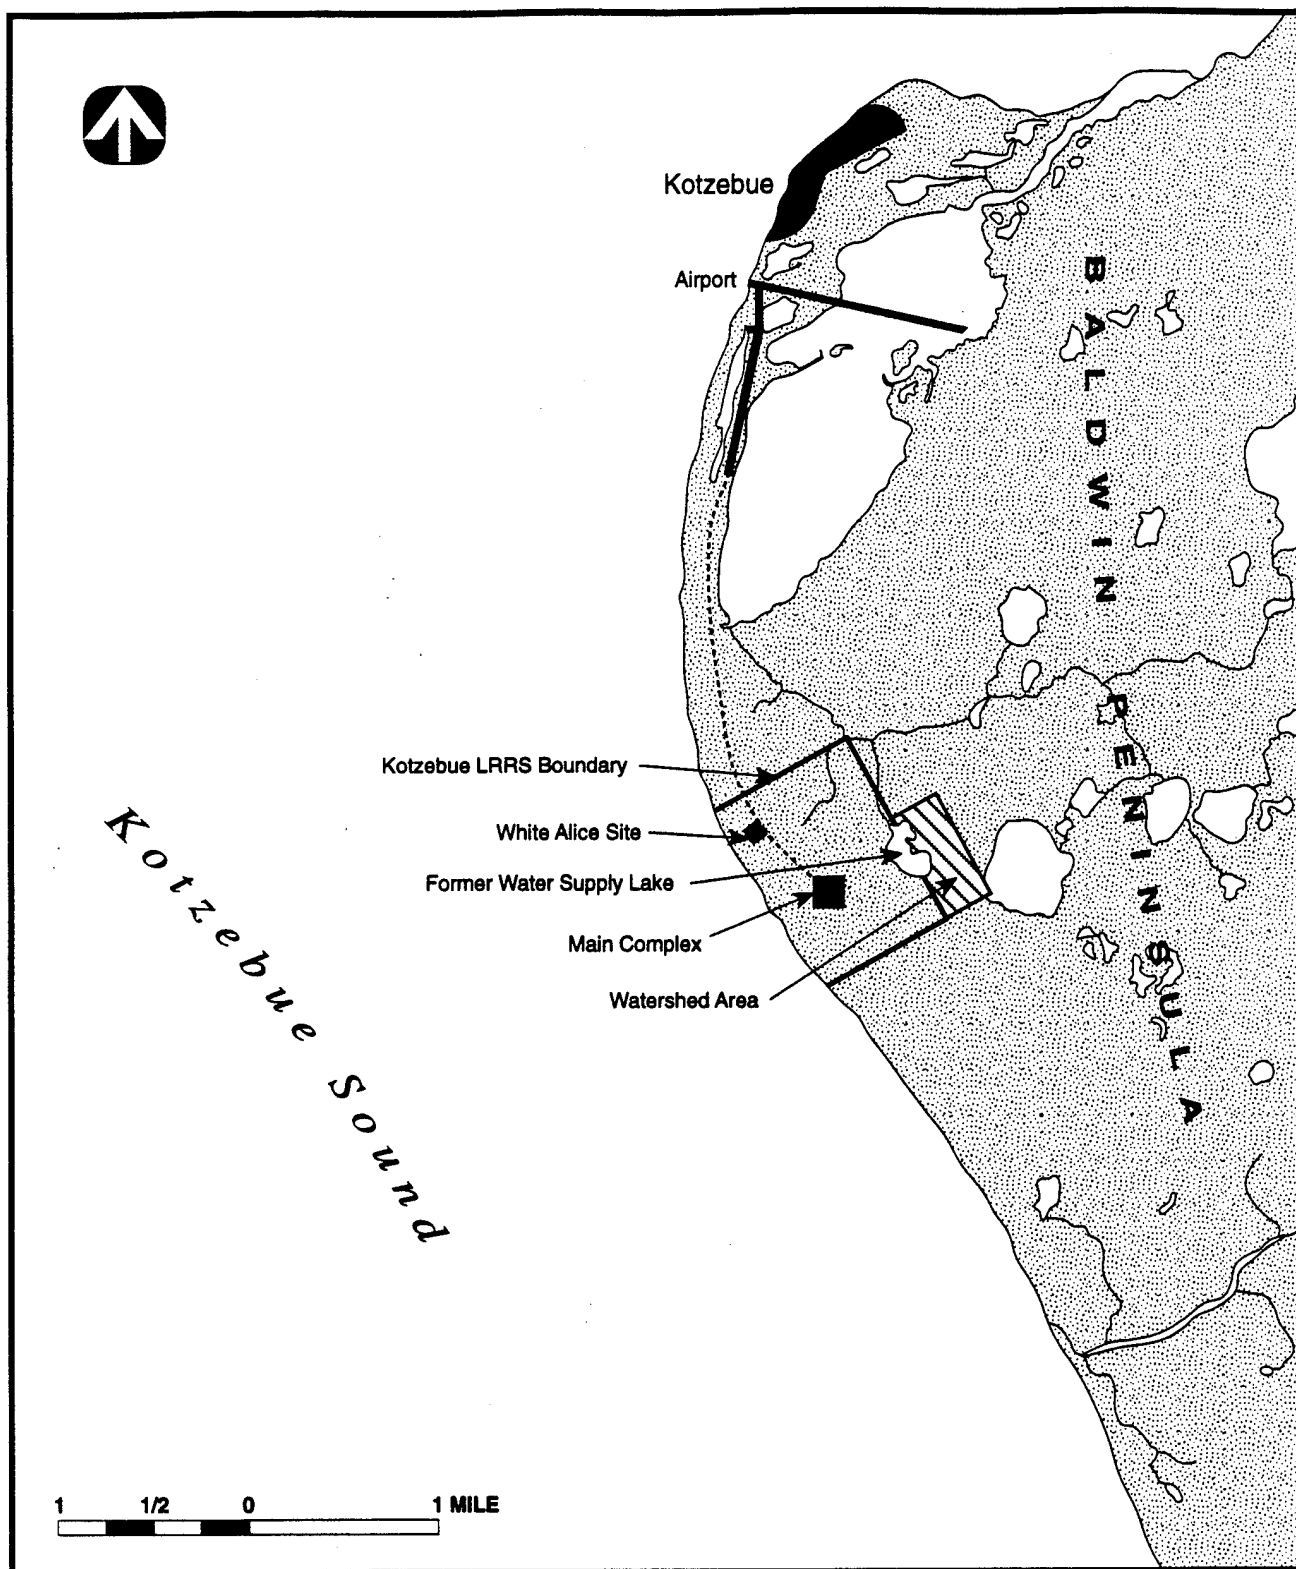 Kotzebue
Airport
BALDWIN PENINSULA
Kotzebue LRRS Boundary
White Alice Site
Former Water Supply Lake
Main Complex
Watershed Area
Kotzebue Sound
1 1/2 0 1 MILE